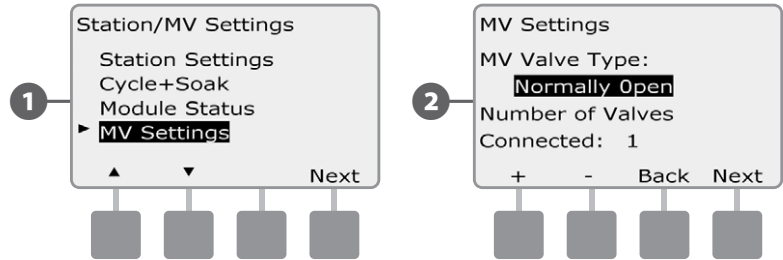 1
Station/MV Settings
Station Settings
Cycle+Soak
Module Status
► MV Settings
▲ ▼ Next
2
MV Settings
MV Valve Type:
Normally 0pen
Number of Valves
Connected: 1
+ - Back Next